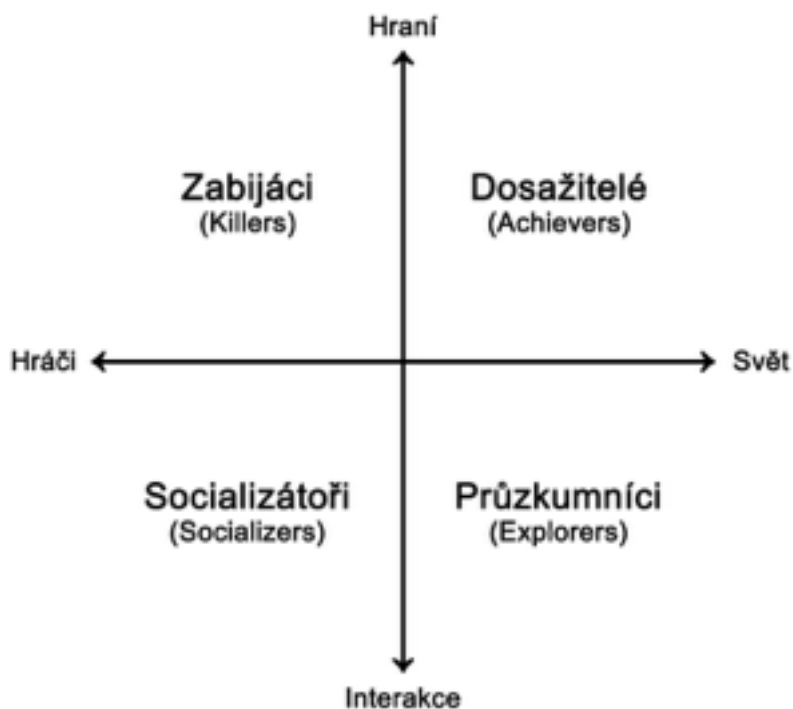 Hraní
Zabijáci
(Killers)
Dosažitelé
(Achievers)
Hráči
Svět
Socializátoři
(Socializers)
Průzkumníci
(Explorers)
Interakce